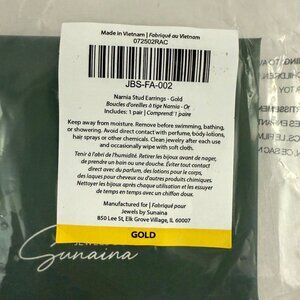 Made in Vietnam | Fabriqué au Vietnam
072502RAC
JBS-FA-002
Narnia Stud Earrings - Gold
Boucles d'oreilles à tige Narnia - Or
Includes: 1 pair | Comprend: 1 paire
Keep away from moisture. Remove before swimming, bathing,
or showering. Avoid direct contact with perfume, body lotions,
hair sprays or other chemicals. Clean jewelry after each use
and occasionally wipe with soft cloth.
Tenir à l'abri de l'humidité. Retirer les bijoux avant de nager,
de prendre un bain ou une douche. Éviter tout contact
direct avec du parfum, des lotions pour le corps,
des laques pour cheveux ou d'autres produits chimiques.
Nettoyer les bijoux après chaque utilisation et les essuyer
de temps en temps avec un chiffon doux.
Manufactured for | Fabriqué pour
Jewels by Sunaina
850 Lee St, Elk Grove Village, IL 60007
GOLD
Sunaina